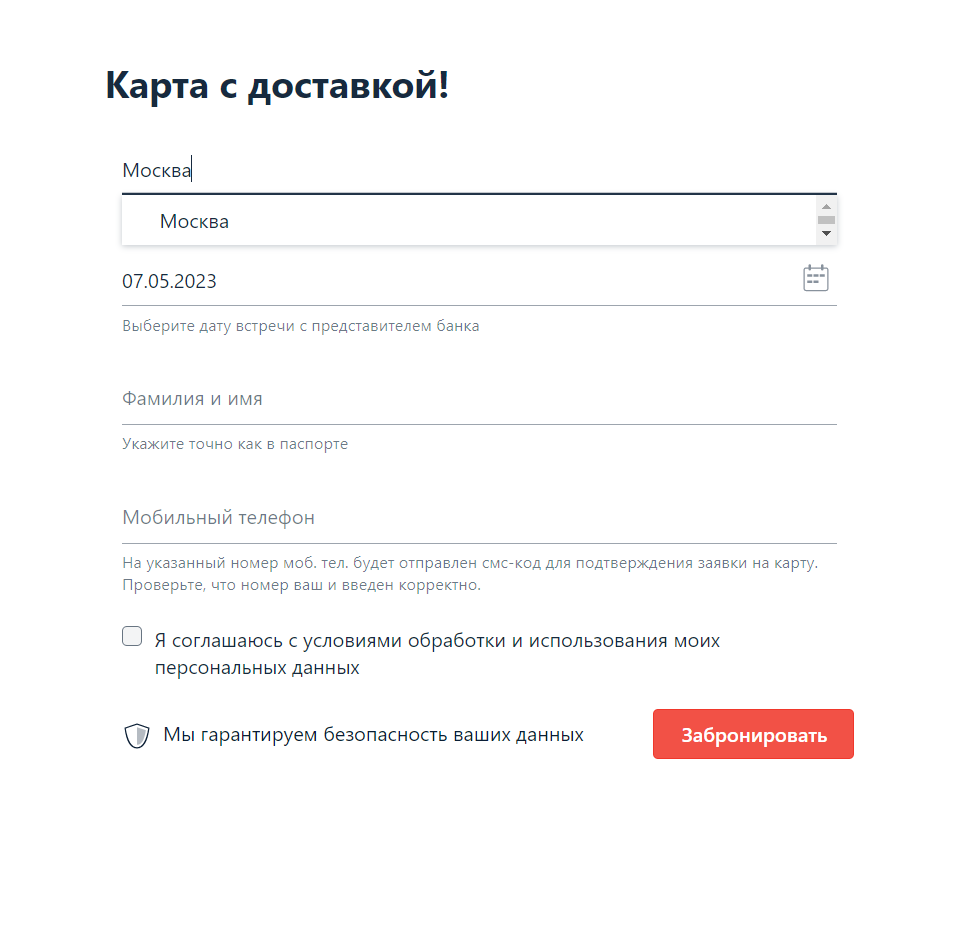 Карта с доставкой!
Москва
Москва
07.05.2023
Выберите дату встречи с представителем банка
Фамилия и имя
Укажите точно как в паспорте
Мобильный телефон
На указанный номер моб. тел. будет отправлен смс-код для подтверждения заявки на карту.
Проверьте, что номер ваш и введен корректно.
Я соглашаюсь с условиями обработки и использования моих
персональных данных
Мы гарантируем безопасность ваших данных
Забронировать